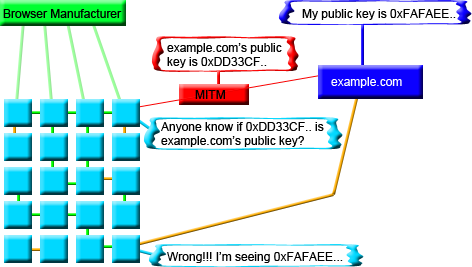 Browser Manufacturer
My public key is 0xFAFAEE..
example.com's public
key is 0xDD33CF..
MITM
example.com
Anyone know if 0xDD33CF.. is
example.com's public key?
Wrong!!! I'm seeing 0xFAFAEE...